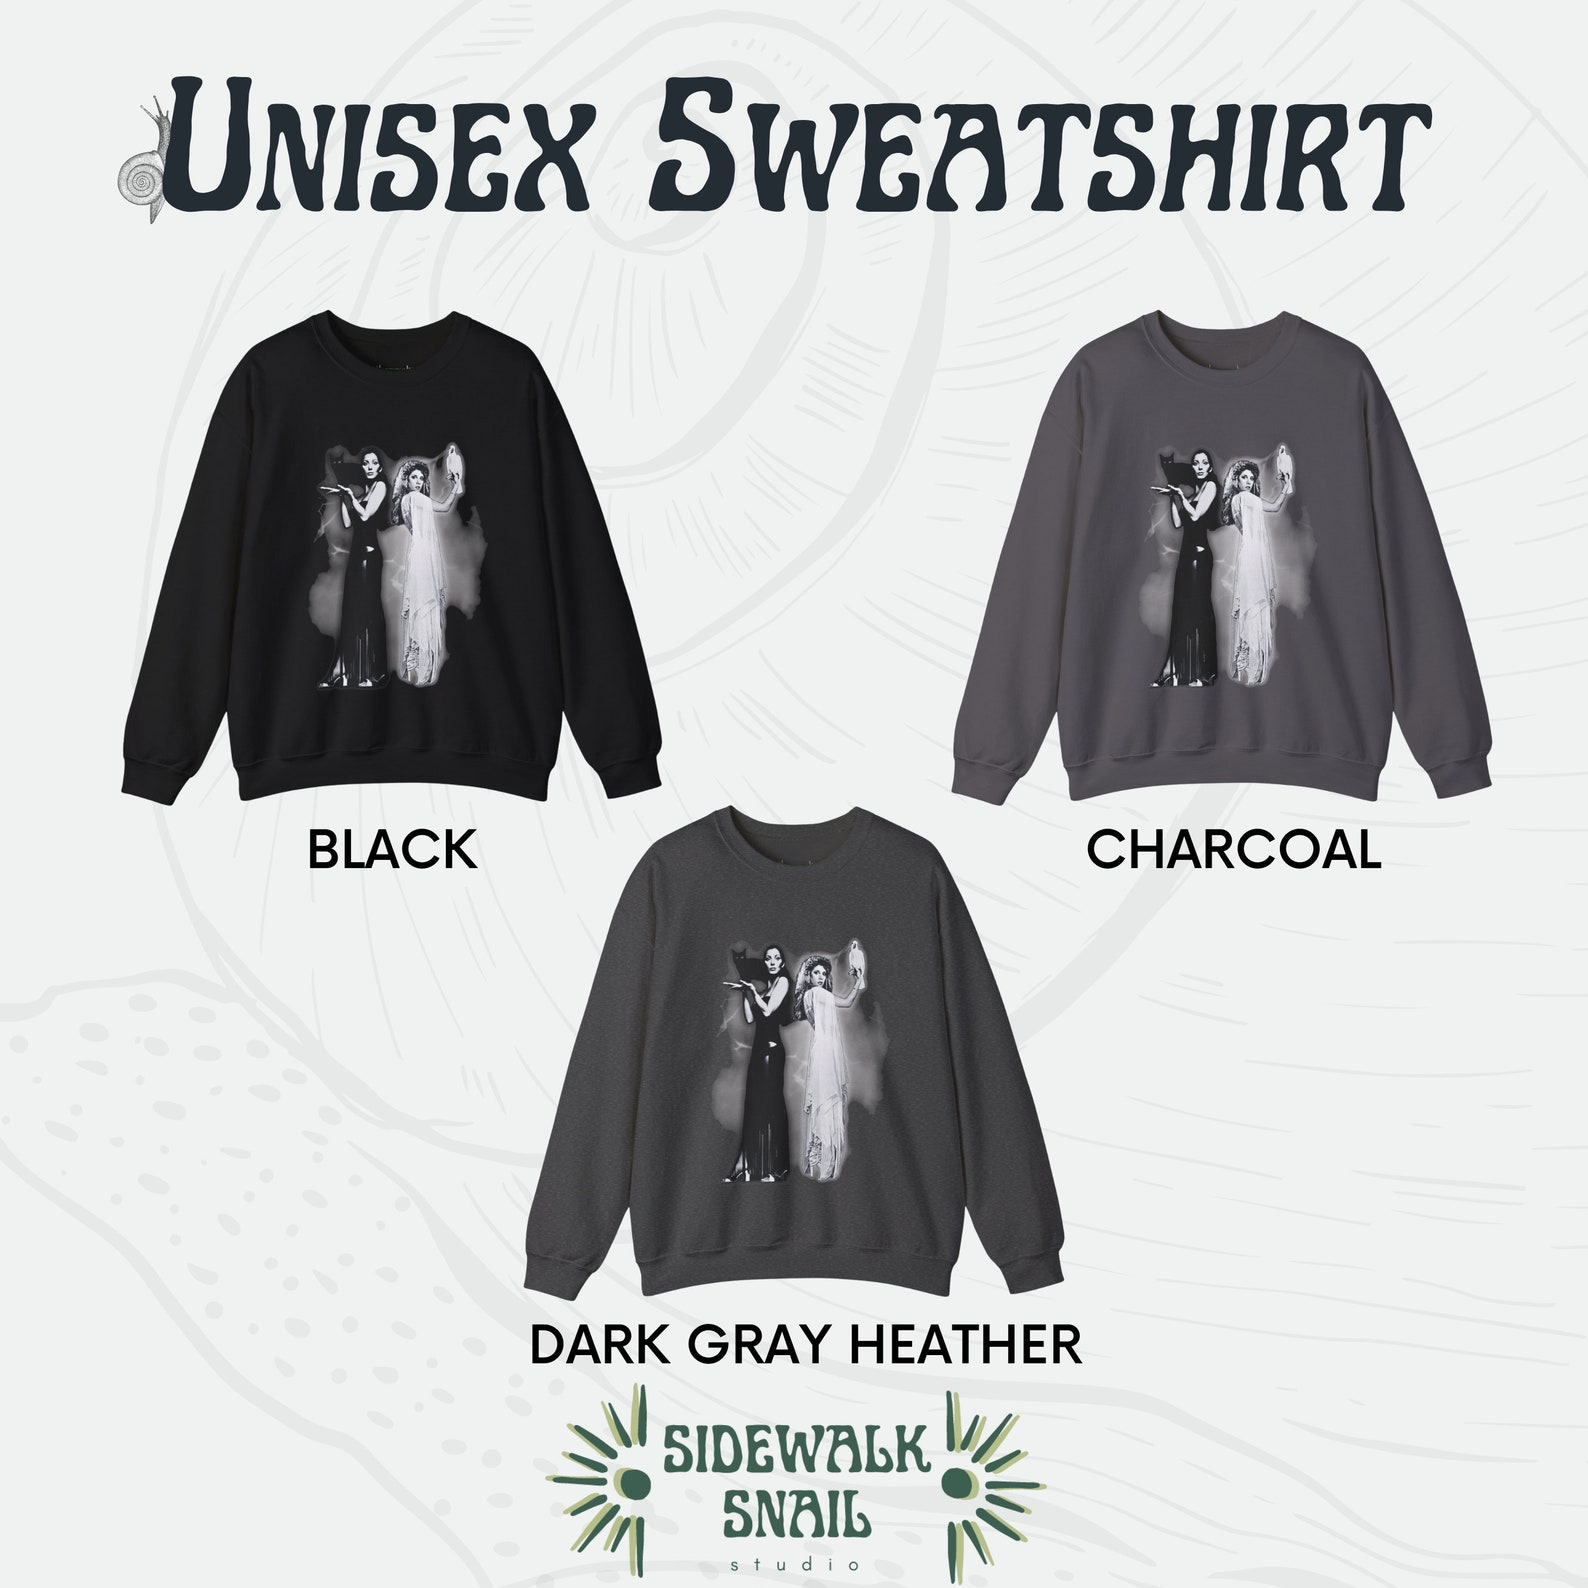 UNISEX SWEATSHIRT
BLACK
CHARCOAL
DARK GRAY HEATHER
SIDEWALK
SNAIL
studio